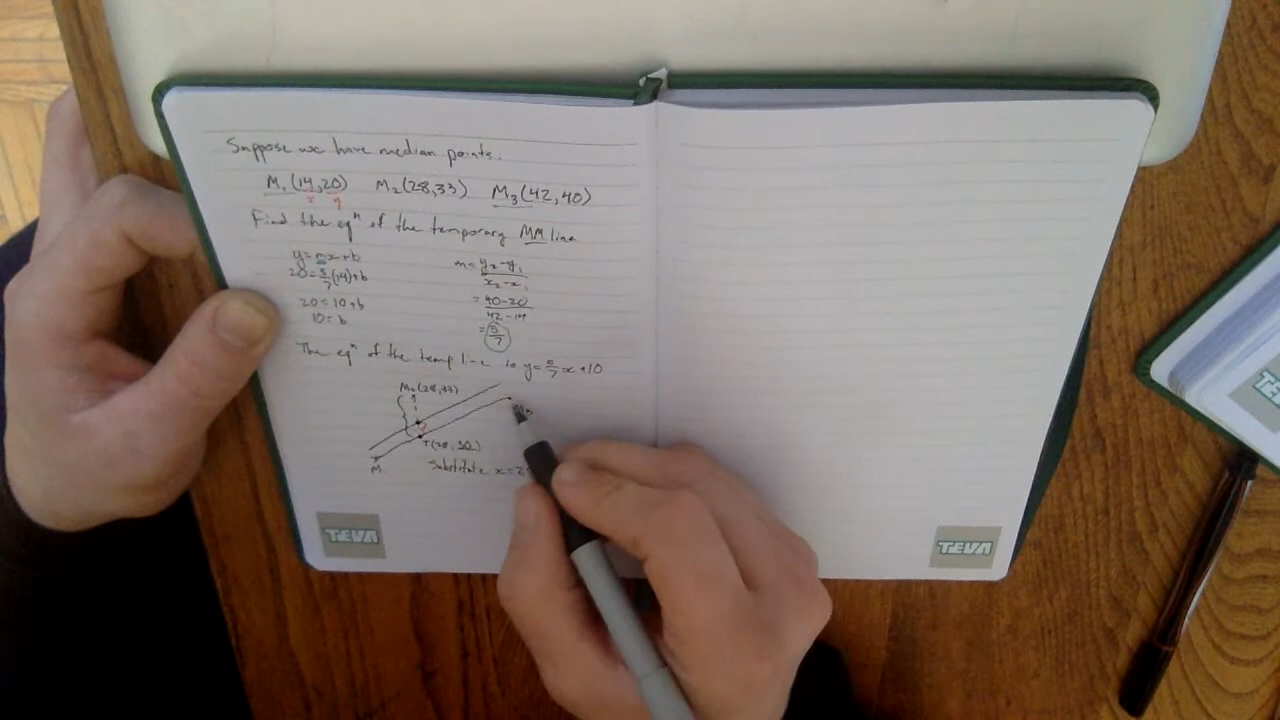 Suppose we have median points:
M₁(14,20) M₂(28,33) M₃(42,40)
x y
Find the eqⁿ of the temporary MM line
y=mx+b
20=5/7(14)+b
20=10+b
10=b
m=y₂-y₁/x₂-x₁
=40-20/42-14
=5/7
The eqⁿ of the temp line is y=5/7x+10
M₂(28,33)
T(28,30)
M
Substitute x=2
TEVA
TEVA
TEVA